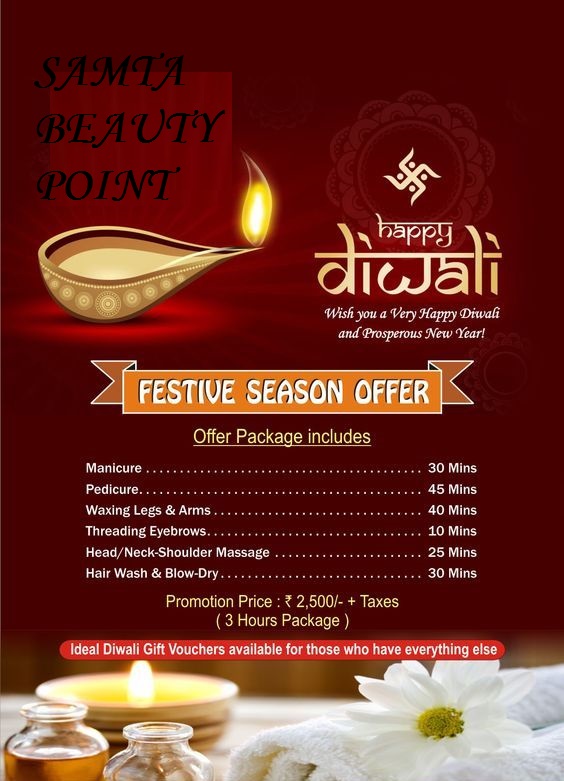 SAMTA
BEAUTY
POINT
happy
diwali
Wish you a Very Happy Diwali
and Prosperous New Year!
FESTIVE SEASON OFFER
Offer Package includes
Manicure ........................................ 30 Mins
Pedicure......................................... 45 Mins
Waxing Legs & Arms ............................... 40 Mins
Threading Eyebrows................................ 10 Mins
Head/Neck-Shoulder Massage ...................... 25 Mins
Hair Wash & Blow-Dry.............................. 30 Mins
Promotion Price : ₹ 2,500/- + Taxes
( 3 Hours Package )
Ideal Diwali Gift Vouchers available for those who have everything else